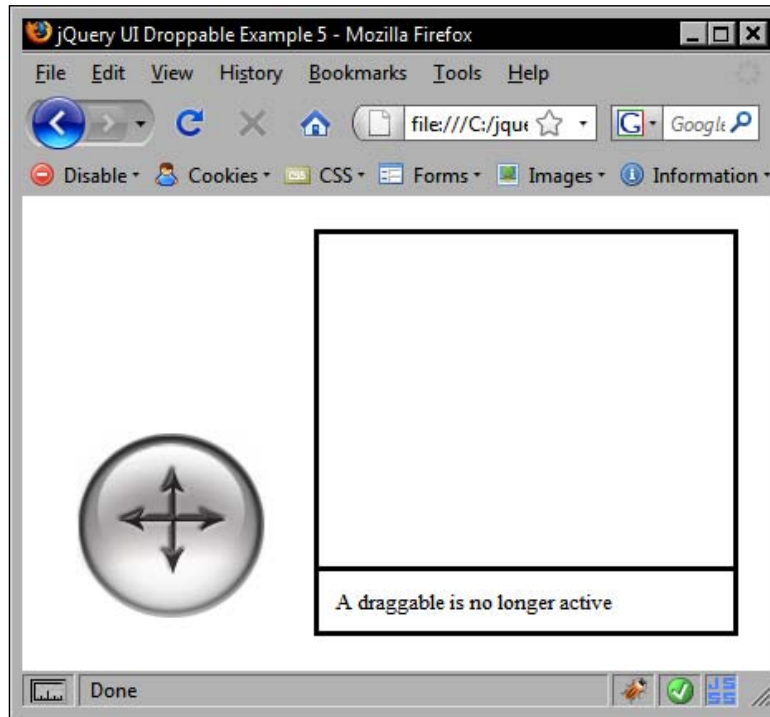 jQuery UI Droppable Example 5 - Mozilla Firefox
File Edit View History Bookmarks Tools Help
file:///C:/jque G Google
Disable Cookies CSS Forms Images Information
A draggable is no longer active
Done